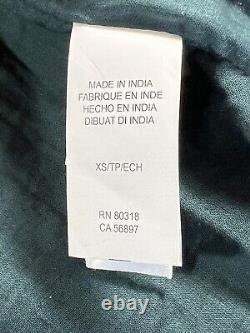 MADE IN INDIA
FABRIQUE EN INDE
HECHO EN INDIA
DIBUAT DI INDIA
XS/TP/ECH
RN 80318
CA 56897